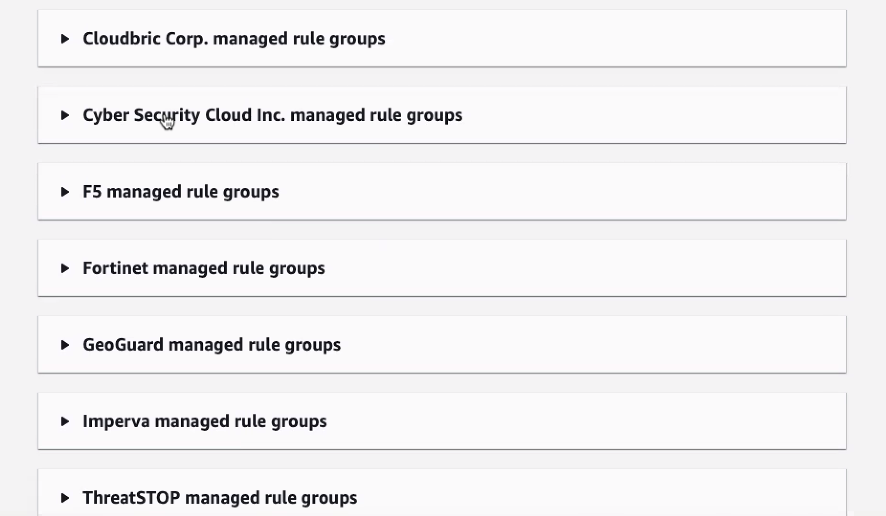 Cloudbric Corp. managed rule groups
Cyber Security Cloud Inc. managed rule groups
F5 managed rule groups
Fortinet managed rule groups
GeoGuard managed rule groups
Imperva managed rule groups
ThreatSTOP managed rule groups